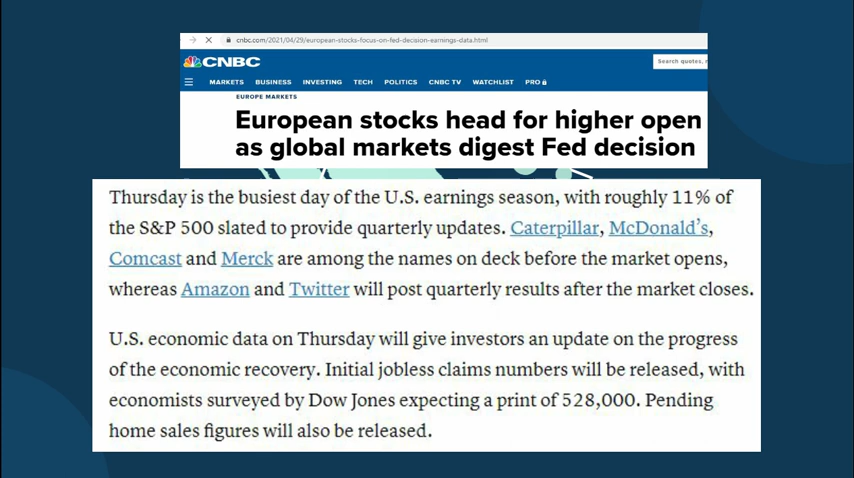 cnbc.com/2021/04/29/european-stocks-focus-on-fed-decision-earnings-data.html
CNBC
Search quotes,
MARKETS BUSINESS INVESTING TECH POLITICS CNBC TV WATCHLIST PRO
EUROPE MARKETS
European stocks head for higher open
as global markets digest Fed decision
Thursday is the busiest day of the U.S. earnings season, with roughly 11% of
the S&P 500 slated to provide quarterly updates. Caterpillar, McDonald's,
Comcast and Merck are among the names on deck before the market opens,
whereas Amazon and Twitter will post quarterly results after the market closes.
U.S. economic data on Thursday will give investors an update on the progress
of the economic recovery. Initial jobless claims numbers will be released, with
economists surveyed by Dow Jones expecting a print of 528,000. Pending
home sales figures will also be released.